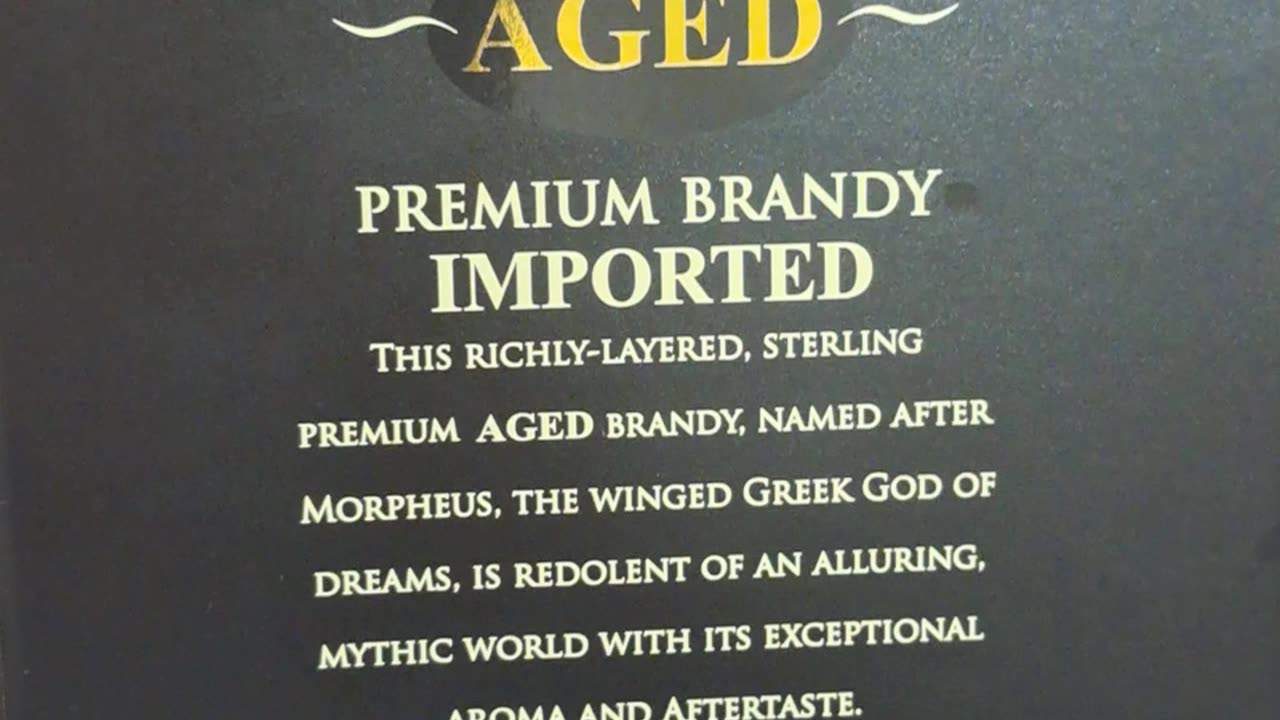 AGED
PREMIUM BRANDY
IMPORTED
THIS RICHLY-LAYERED, STERLING
PREMIUM AGED BRANDY, NAMED AFTER
MORPHEUS, THE WINGED GREEK GOD OF
DREAMS, IS REDOLENT OF AN ALLURING,
MYTHIC WORLD WITH ITS EXCEPTIONAL
AROMA AND AFTERTASTE.